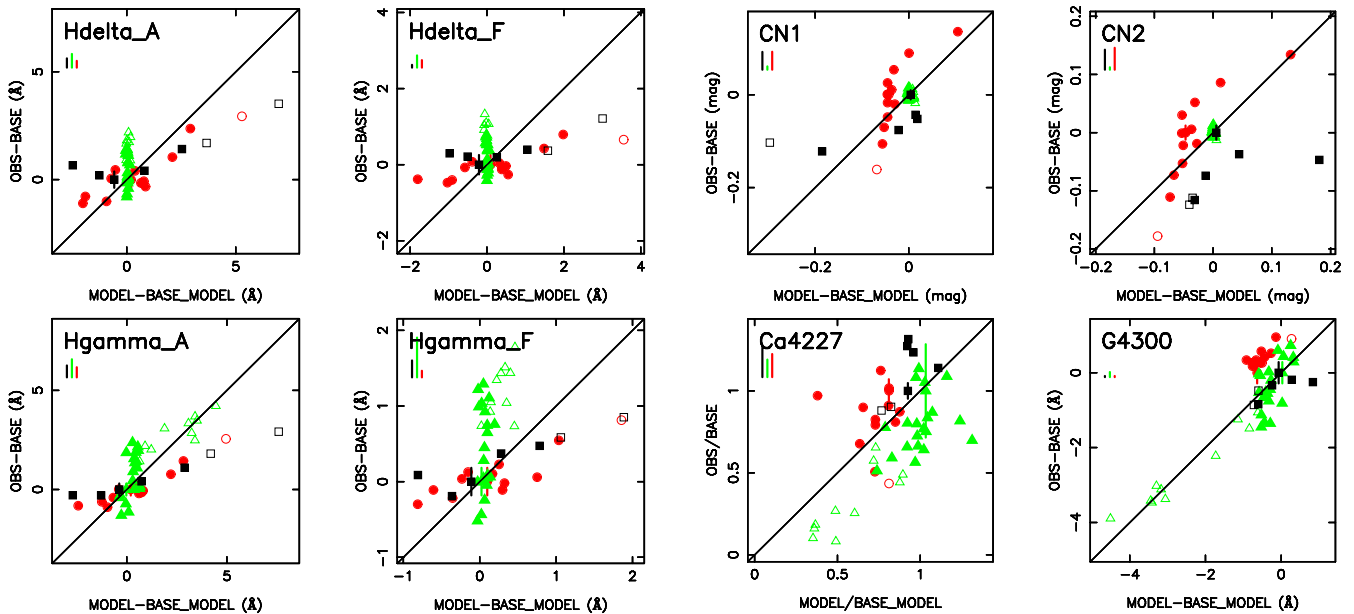 Hdelta_A
OBS-BASE (Å)
5
0
0
5
MODEL-BASE_MODEL (Å)
Hdelta_F
OBS-BASE (Å)
4
2
0
−2
−2
0
2
4
MODEL-BASE_MODEL (Å)
CN1
OBS-BASE (mag)
0
−0.2
−0.2
0
MODEL-BASE_MODEL (mag)
CN2
OBS-BASE (mag)
0.2
0.1
0
−0.1
−0.2
−0.2
−0.1
0
0.1
0.2
MODEL-BASE_MODEL (mag)
Hgamma_A
OBS-BASE (Å)
5
0
0
5
MODEL-BASE_MODEL (Å)
Hgamma_F
OBS-BASE (Å)
2
1
0
−1
−1
0
1
2
MODEL-BASE_MODEL (Å)
Ca4227
OBS/BASE
1
0.5
0
0
0.5
1
MODEL/BASE_MODEL
G4300
OBS-BASE (Å)
0
−2
−4
−4
−2
0
MODEL-BASE_MODEL (Å)